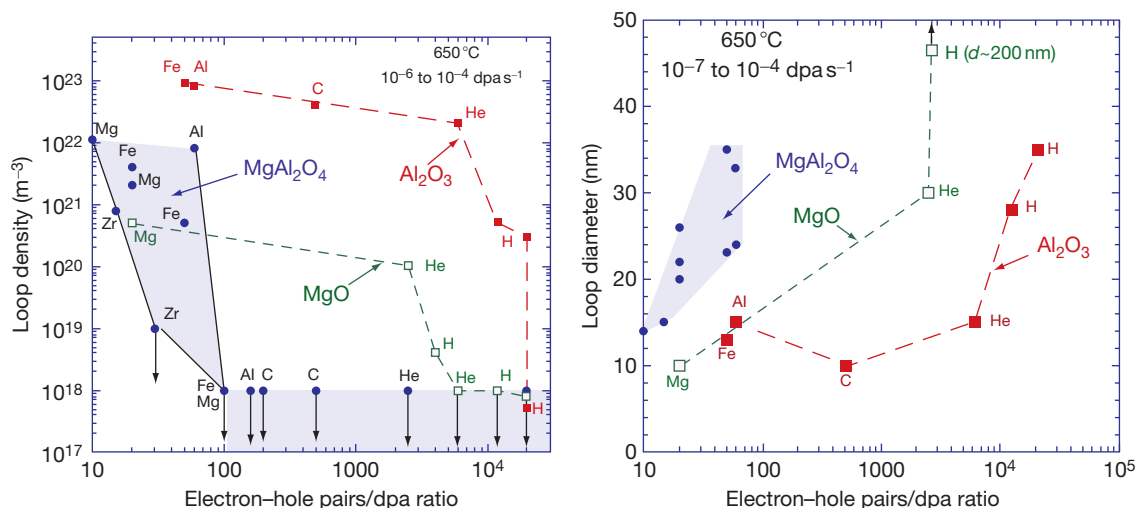 650 °C
10⁻⁶ to 10⁻⁴ dpa s⁻¹
Loop density (m⁻³)
10²³
10²²
10²¹
10²⁰
10¹⁹
10¹⁸
10¹⁷
Fe Al
C
He
Mg
Al
Fe
MgAl₂O₄
Al₂O₃
Mg
Zr
Fe
Mg
H
He
MgO
Zr
H
Fe
Mg
Al
C
C
He
He
H
H
10
100
1000
10⁴
Electron–hole pairs/dpa ratio
650 °C
10⁻⁷ to 10⁻⁴ dpa s⁻¹
H (d~200 nm)
Loop diameter (nm)
50
40
30
20
10
0
MgAl₂O₄
H
He
MgO
H
Al₂O₃
Al
Fe
He
Mg
C
10
100
1000
10⁴
10⁵
Electron–hole pairs/dpa ratio